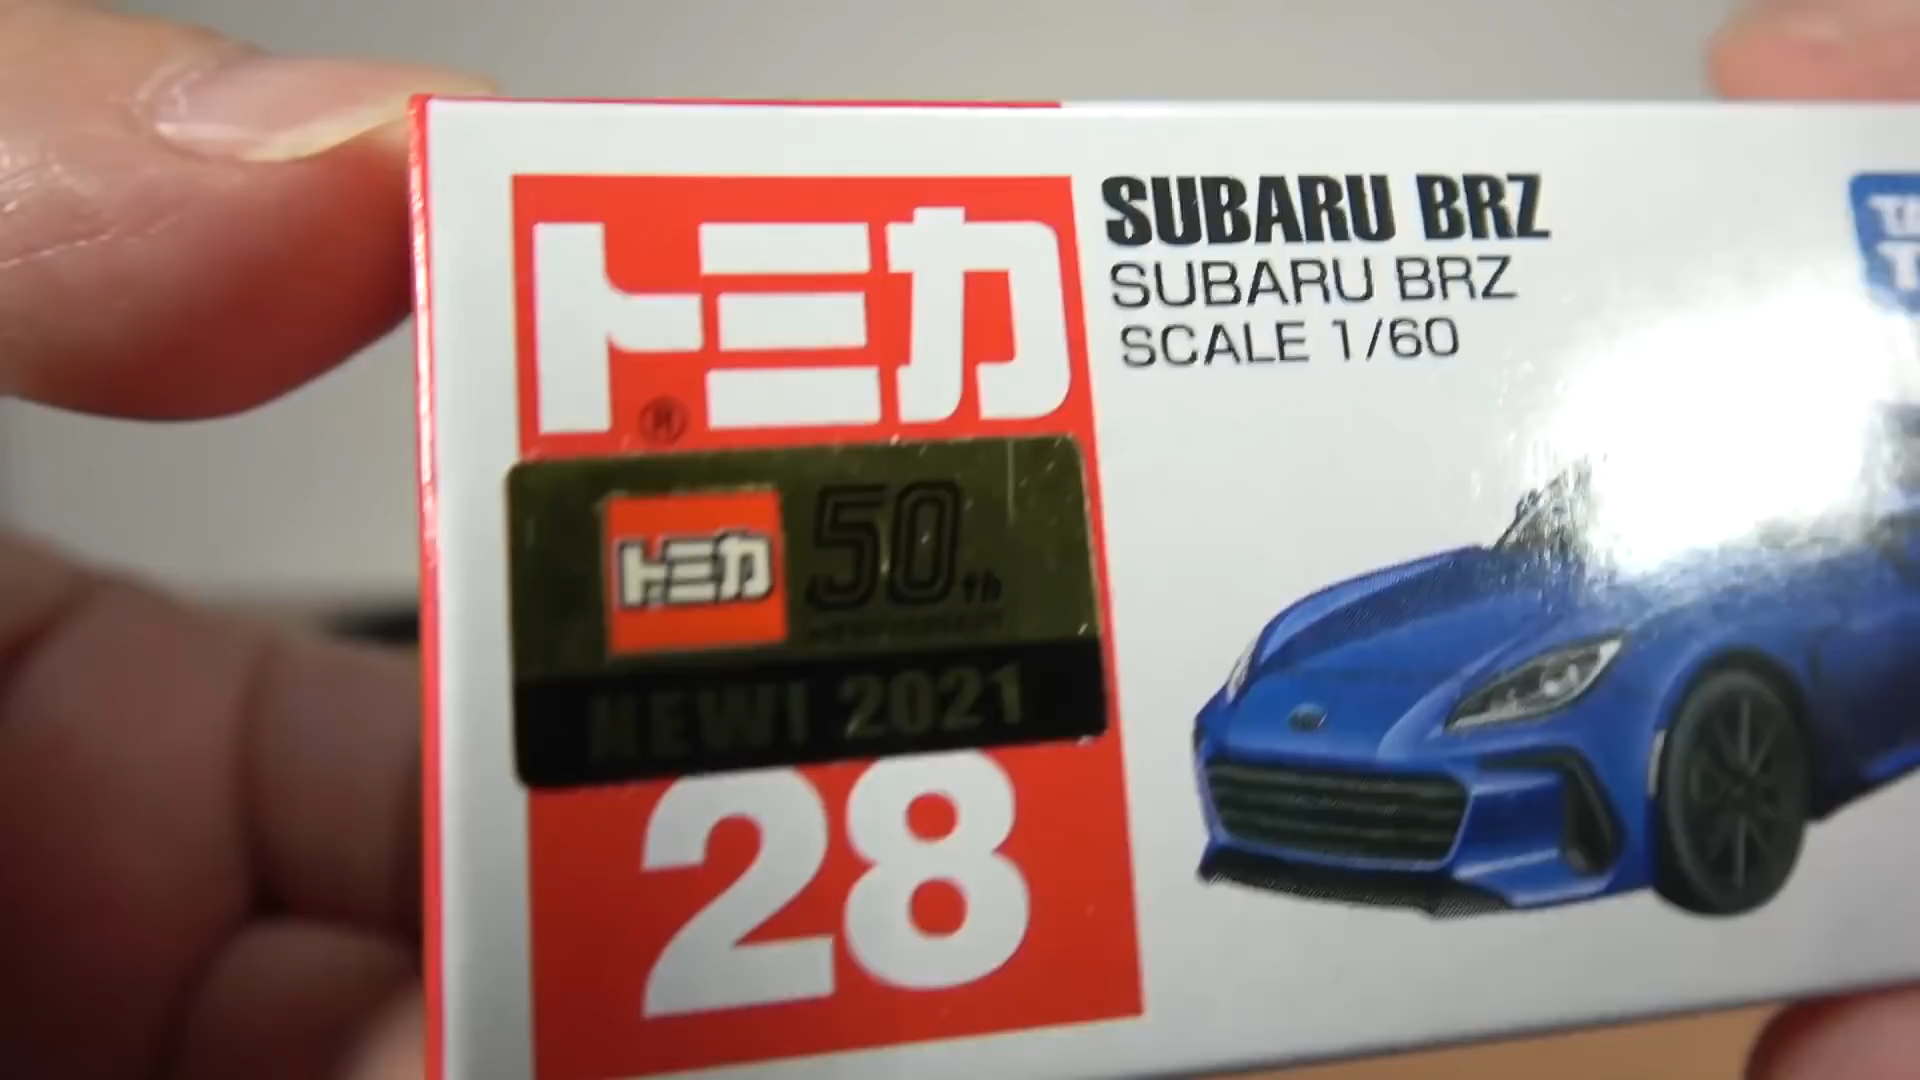 トミカ
®
SUBARU BRZ
SUBARU BRZ
SCALE 1/60
トミカ
50th
NEW! 2021
28